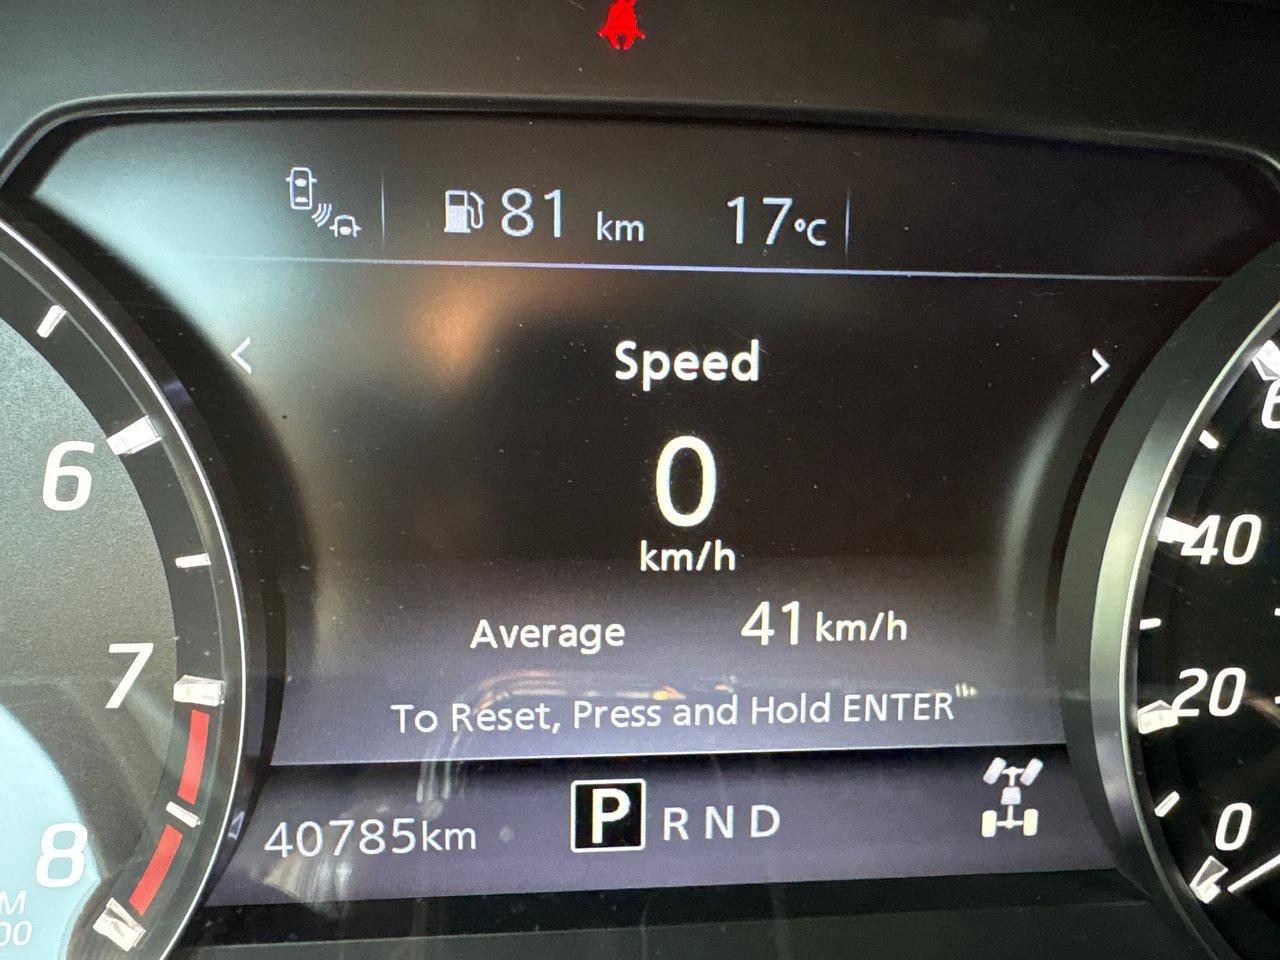 81 km 17°C
Speed
0
km/h
Average 41 km/h
To Reset, Press and Hold ENTER
40785km P R N D
6
7
8
40
20
0